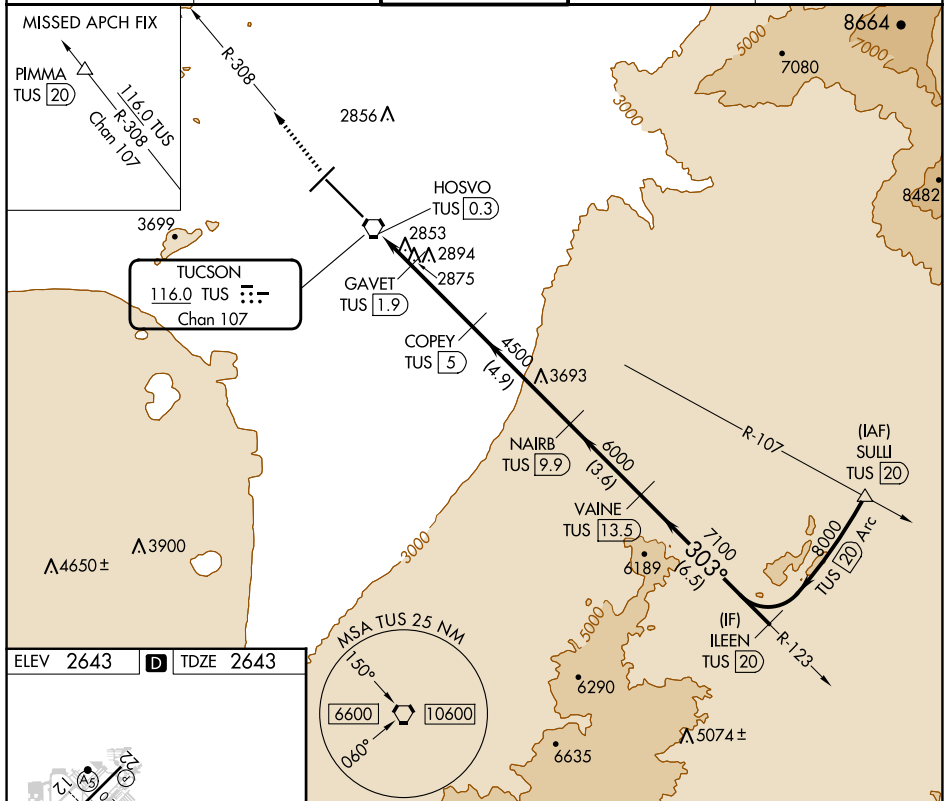 MISSED APCH FIX
PIMMA
TUS 20
116.0 TUS
R-308
Chan 107
R-308
2856
8664
7000
5000
7080
3000
8482
HOSVO
TUS 0.3
3699
2853
2894
2875
TUCSON
116.0 TUS
Chan 107
GAVET
TUS 1.9
COPEY
TUS 5
4500
(4.9)
3693
NAIRB
TUS 9.9
6000
(3.6)
R-107
(IAF)
SULLI
TUS 20
VAINE
TUS 13.5
7100
303°
(6.5)
8000
TUS 20 Arc
3000
3900
4650±
6189
(IF)
ILEEN
TUS 20
R-123
5000
MSA TUS 25 NM
150°
6600
10600
060°
6290
6635
5074±
ELEV 2643
D
TDZE 2643
A5
P
22
12